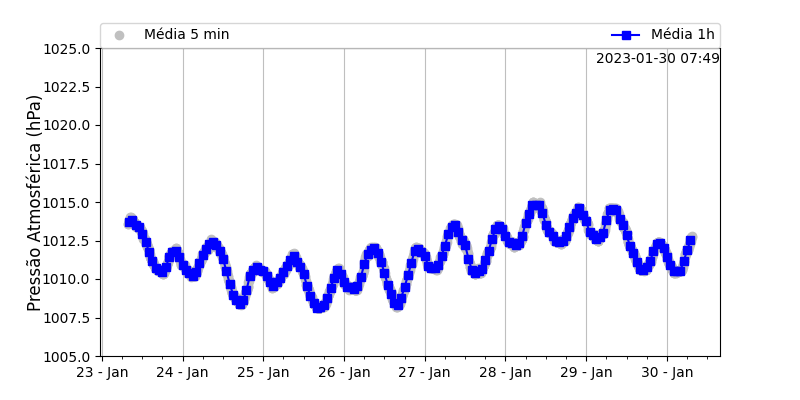 Média 5 min
Média 1h
2023-01-30 07:49
Pressão Atmosférica (hPa)
1025.0
1022.5
1020.0
1017.5
1015.0
1012.5
1010.0
1007.5
1005.0
23 - Jan
24 - Jan
25 - Jan
26 - Jan
27 - Jan
28 - Jan
29 - Jan
30 - Jan